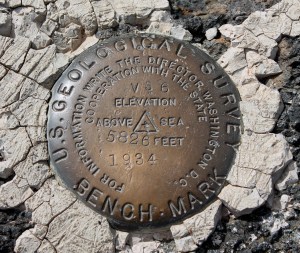 U.S. GEOLOGICAL SURVEY
BENCH MARK
FOR INFORMATION WRITE THE DIRECTOR, WASHINGTON D.C.
COOPERATION WITH THE STATE
ELEVATION
ABOVE SEA
5826 FEET
1934